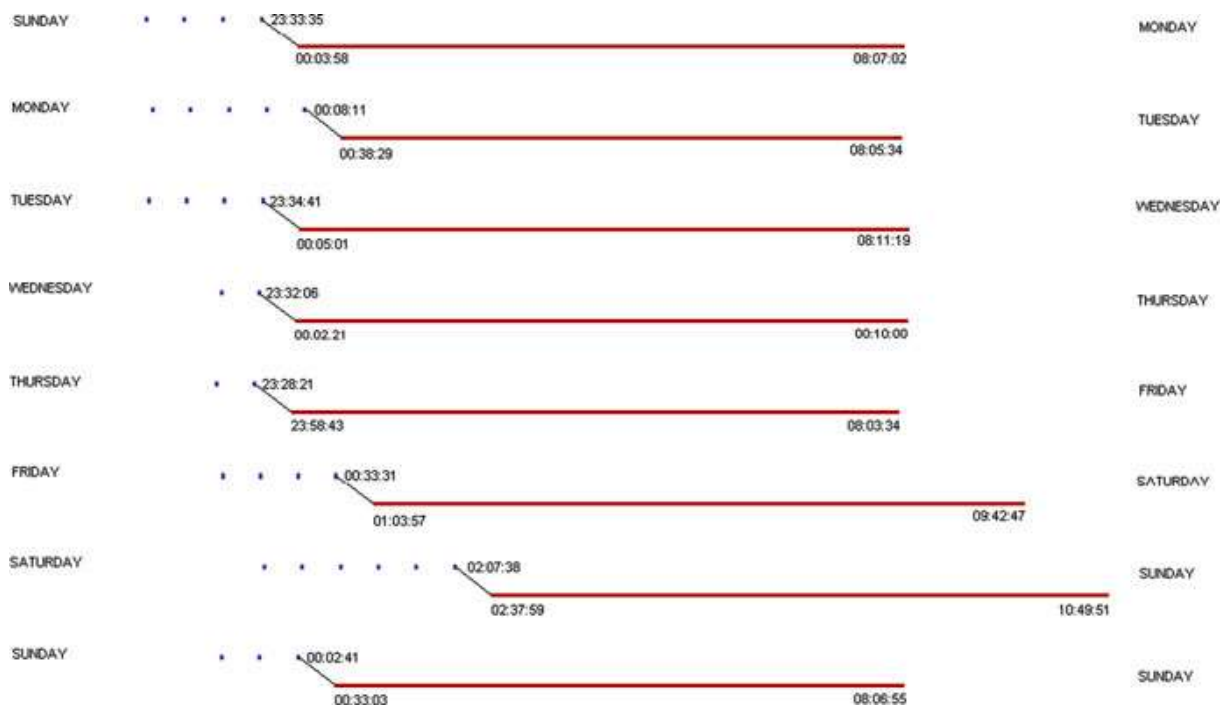 SUNDAY 23:33:35 MONDAY
00:03:58 08:07:02
MONDAY 00:08:11 TUESDAY
00:38:29 08:05:34
TUESDAY 23:34:41 WEDNESDAY
00:05:01 08:11:19
WEDNESDAY 23:32:06 THURSDAY
00.02.21 00:10:00
THURSDAY 23:28:21 FRIDAY
23:58:43 08:03:34
FRIDAY 00:33:31 SATURDAY
01:03:57 09:42:47
SATURDAY 02:07:38 SUNDAY
02:37:59 10:49:51
SUNDAY 00:02:41 SUNDAY
00:33:03 08:06:55